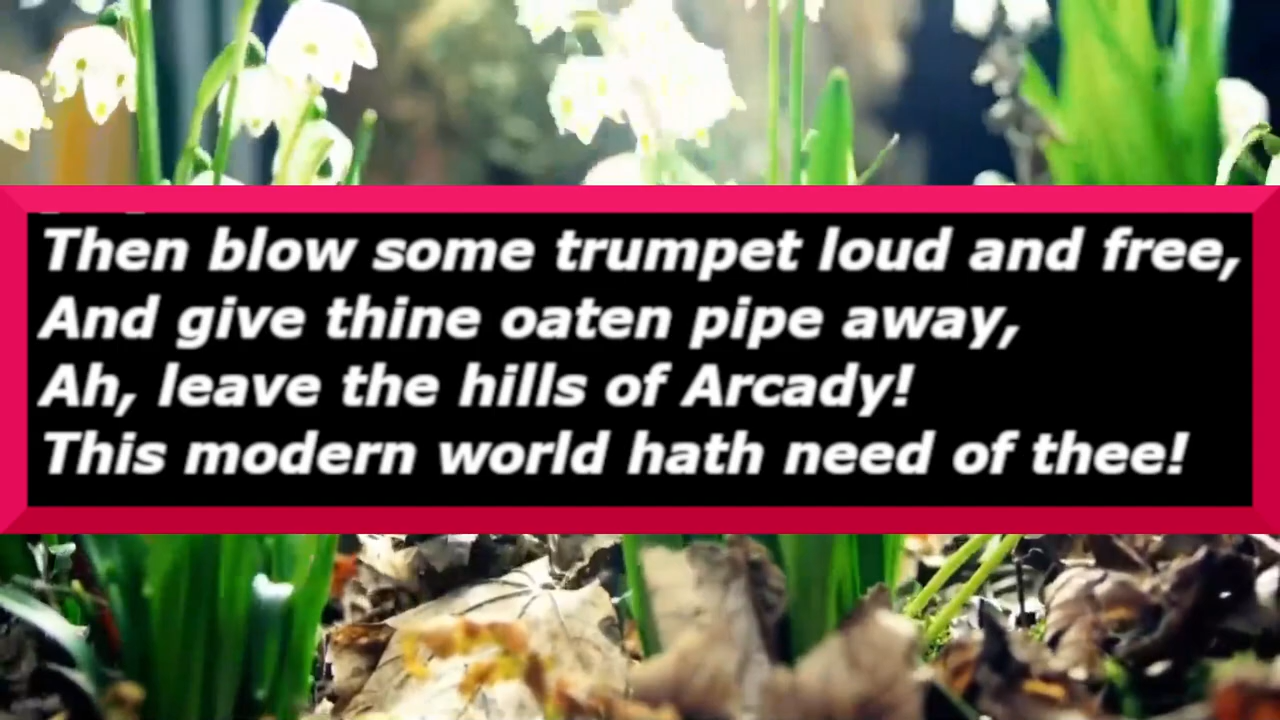 Then blow some trumpet loud and free,
And give thine oaten pipe away,
Ah, leave the hills of Arcady!
This modern world hath need of thee!